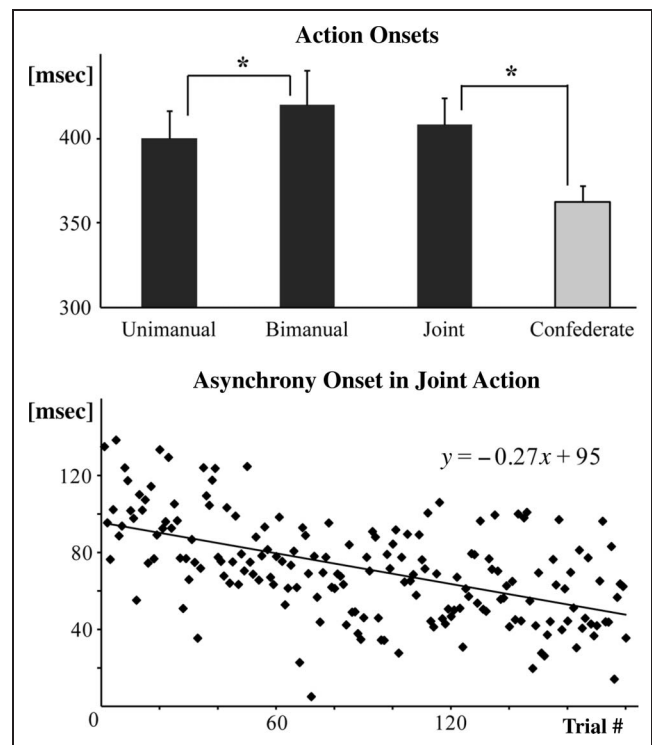 Action Onsets
[msec]
* *
400
350
300
Unimanual Bimanual Joint Confederate
Asynchrony Onset in Joint Action
[msec]
y = −0.27x + 95
120
80
40
0 60 120 Trial #